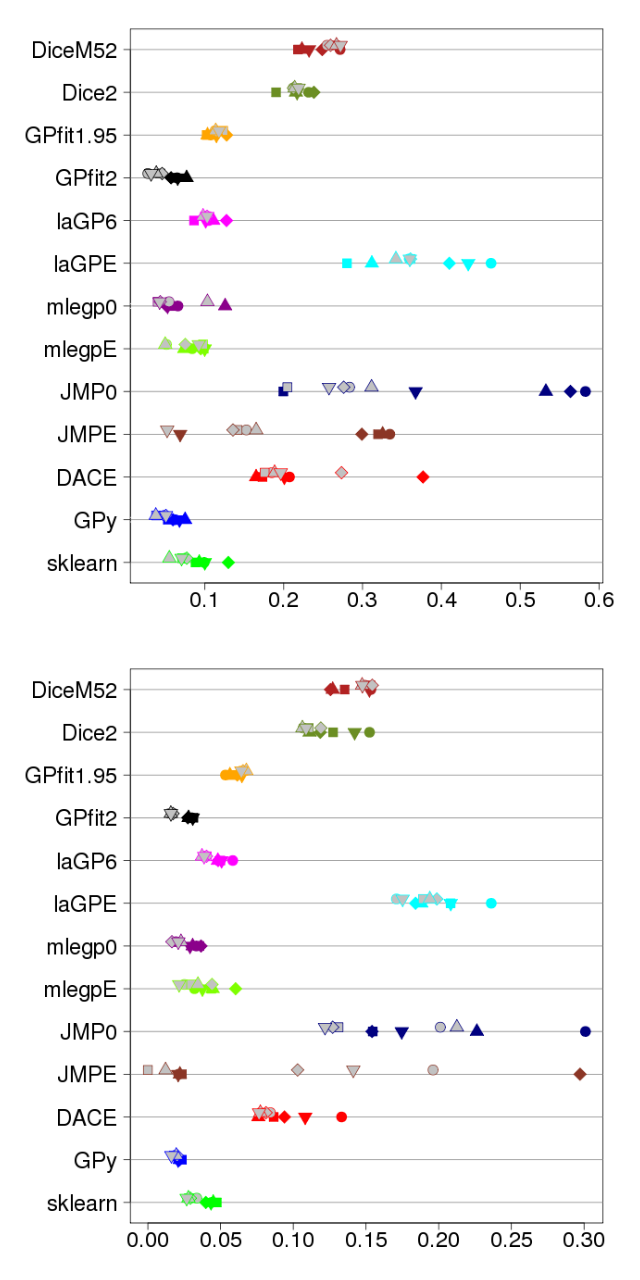 DiceM52
Dice2
GPfit1.95
GPfit2
laGP6
laGPE
mlegp0
mlegpE
JMP0
JMPE
DACE
GPy
sklearn
0.1 0.2 0.3 0.4 0.5 0.6
DiceM52
Dice2
GPfit1.95
GPfit2
laGP6
laGPE
mlegp0
mlegpE
JMP0
JMPE
DACE
GPy
sklearn
0.00 0.05 0.10 0.15 0.20 0.25 0.30